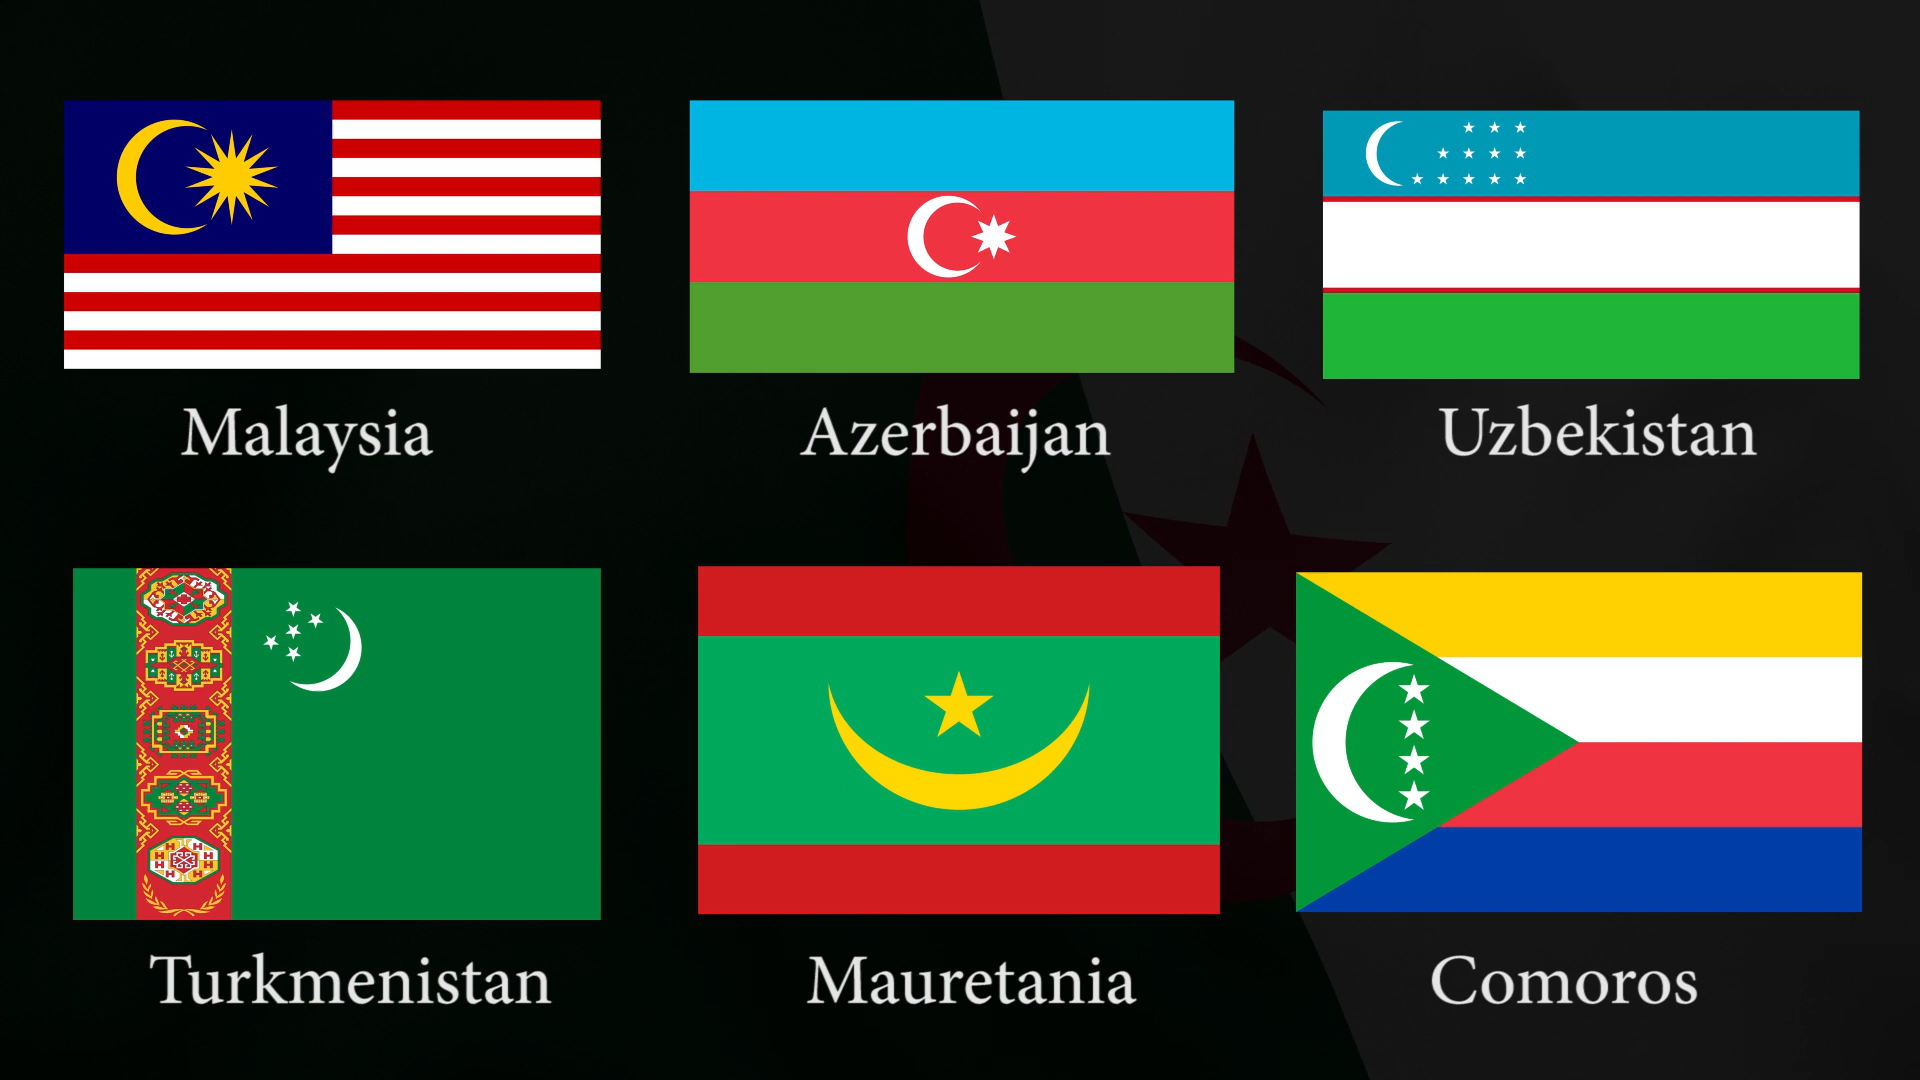 Malaysia
Azerbaijan
Uzbekistan
Turkmenistan
Mauretania
Comoros